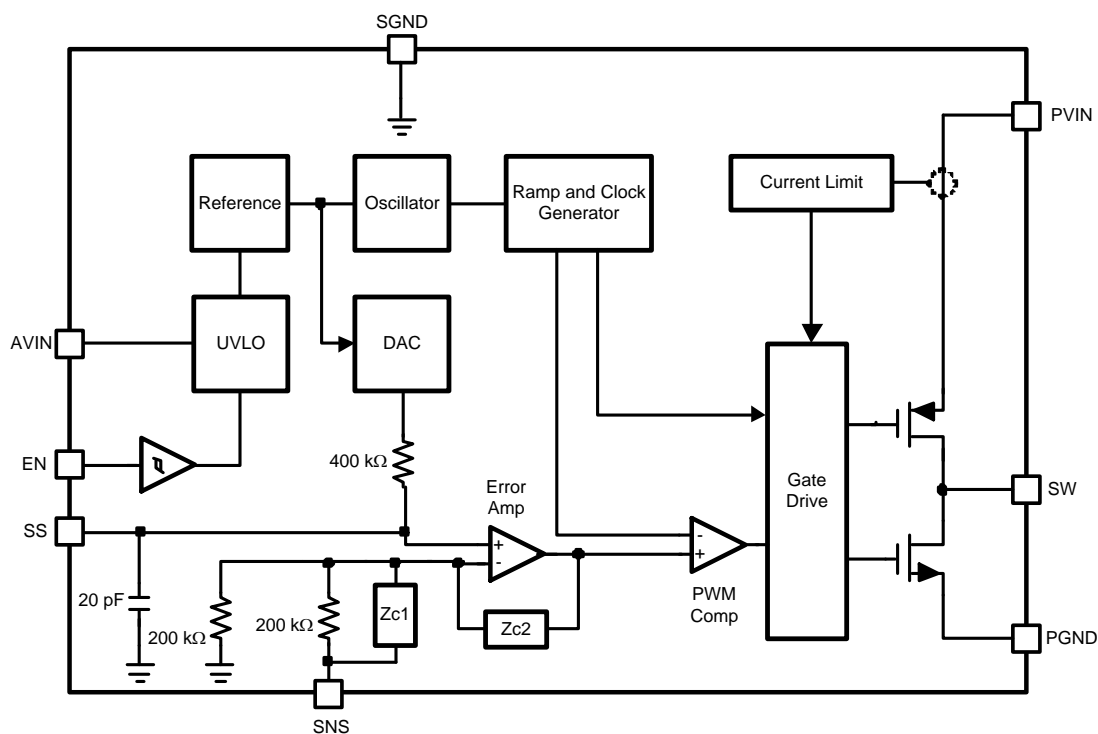 SGND
PVIN
Current Limit
Reference
Oscillator
Ramp and Clock
Generator
AVIN
UVLO
DAC
EN
400 kΩ
Error
Amp
Gate
Drive
SW
SS
+
-
-
+
20 pF
200 kΩ
200 kΩ
Zc1
Zc2
PWM
Comp
PGND
SNS